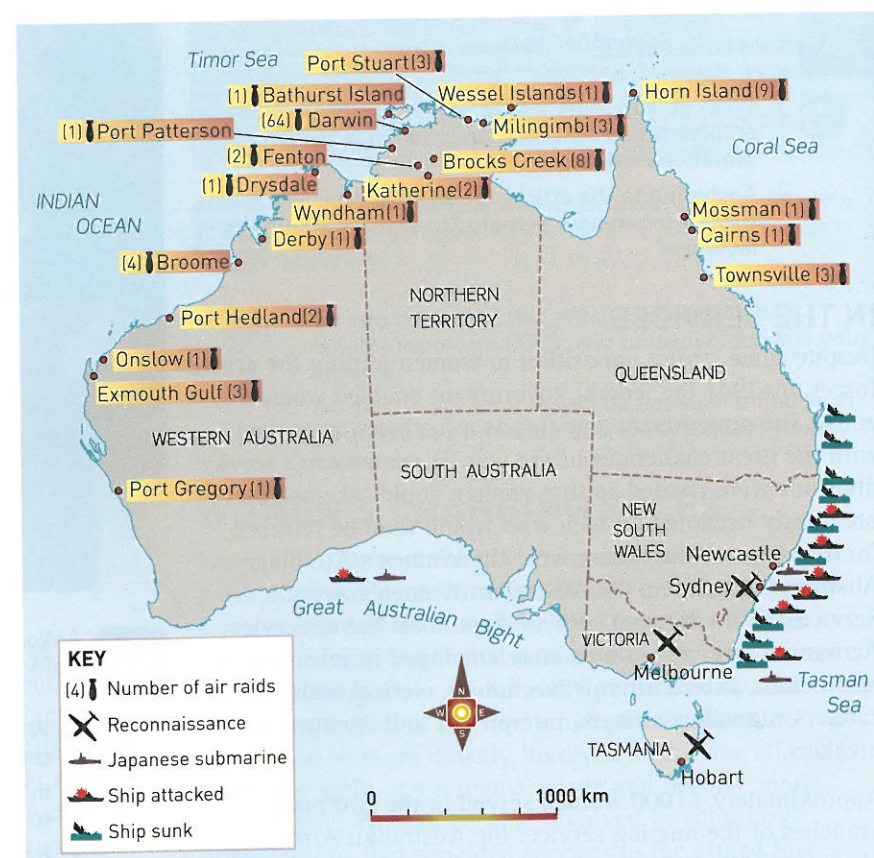 Timor Sea
Port Stuart(3)
(1) Bathurst Island
Wessel Islands(1)
Horn Island (9)
(64) Darwin
(1) Port Patterson
Milingimbi (3)
(2) Fenton
Brocks Creek(8)
Coral Sea
(1) Drysdale
Katherine(2)
INDIAN
OCEAN
Wyndham(1)
Mossman (1)
Derby (1)
Cairns (1)
(4) Broome
Townsville (3)
NORTHERN
TERRITORY
Port Hedland(2)
Onslow(1)
QUEENSLAND
Exmouth Gulf (3)
WESTERN AUSTRALIA
SOUTH AUSTRALIA
Port Gregory(1)
NEW
SOUTH
WALES
Newcastle
Sydney
Great Australian Bight
VICTORIA
Melbourne
Tasman
Sea
KEY
(4) Number of air raids
Reconnaissance
Japanese submarine
Ship attacked
Ship sunk
N
W E
S
TASMANIA
Hobart
0 1000 km